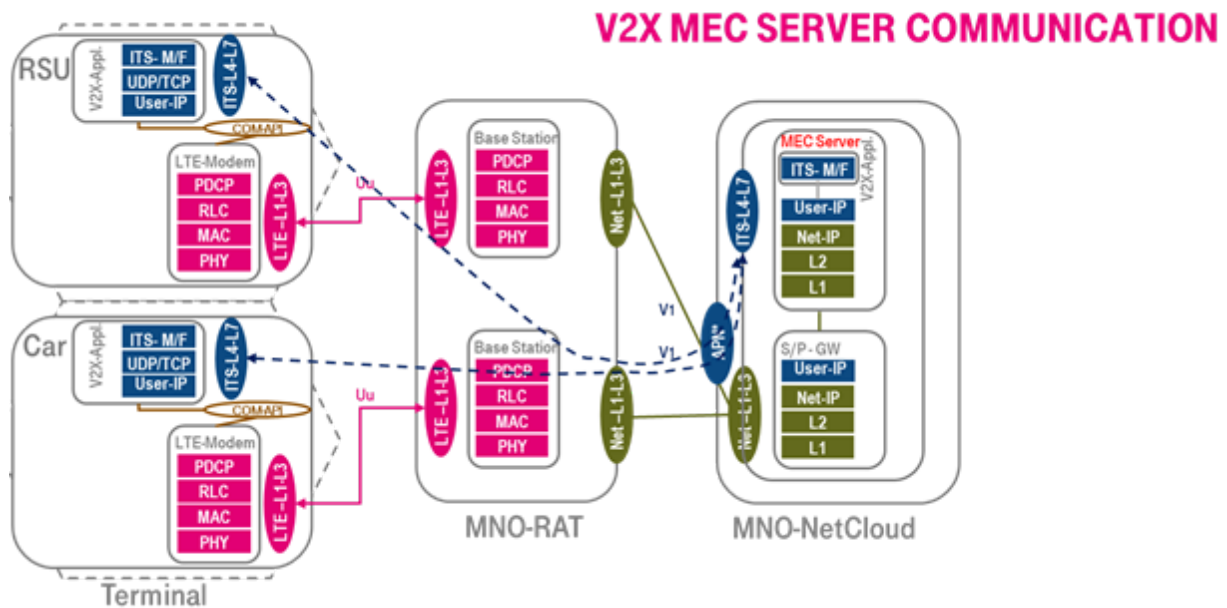 V2X MEC SERVER COMMUNICATION
RSU
V2X-Appl.
ITS- M/F
UDP/TCP
User-IP
ITS-L4-L7
COM-API
LTE-Modem
PDCP
RLC
MAC
PHY
LTE –L1-L3
Uu
Car
V2X-Appl.
ITS- M/F
UDP/TCP
User-IP
ITS-L4-L7
COM-API
LTE-Modem
PDCP
RLC
MAC
PHY
LTE –L1-L3
Uu
Terminal
LTE –L1-L3
Base Station
PDCP
RLC
MAC
PHY
Net –L1-L3
LTE –L1-L3
Base Station
PDCP
RLC
MAC
PHY
Net –L1-L3
MNO-RAT
V1
V1
ITS-L4-L7
Net –L1-L3
MEC Server
V2X-Appl.
ITS- M/F
User-IP
Net-IP
L2
L1
S/P - GW
User-IP
Net-IP
L2
L1
MNO-NetCloud